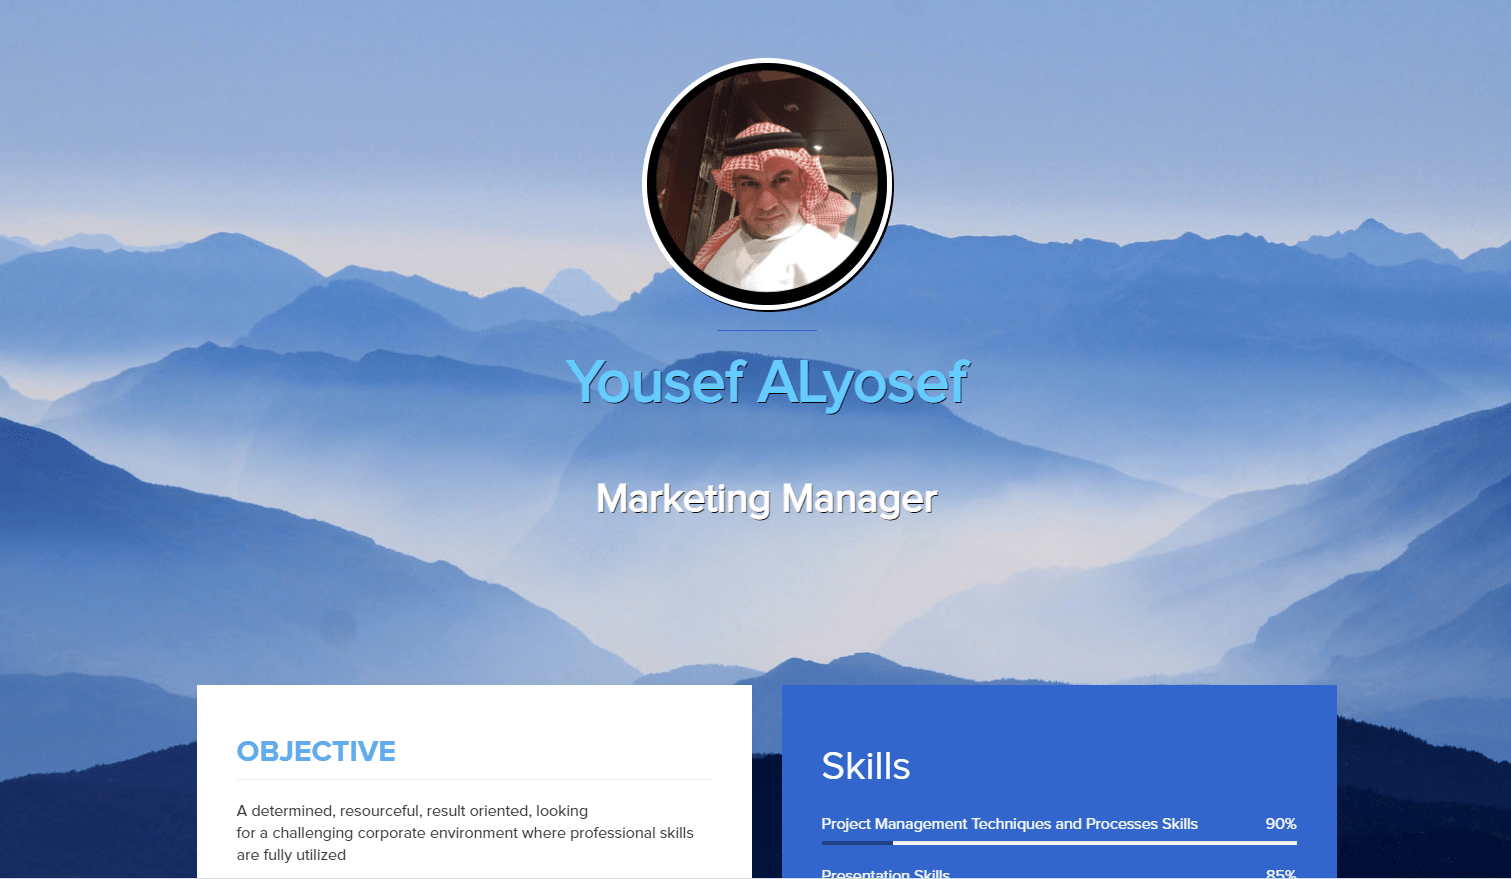 Yousef ALyosef
Marketing Manager
OBJECTIVE
A determined, resourceful, result oriented, looking
for a challenging corporate environment where professional skills
are fully utilized
Skills
Project Management Techniques and Processes Skills 90%
Presentation Skills 85%